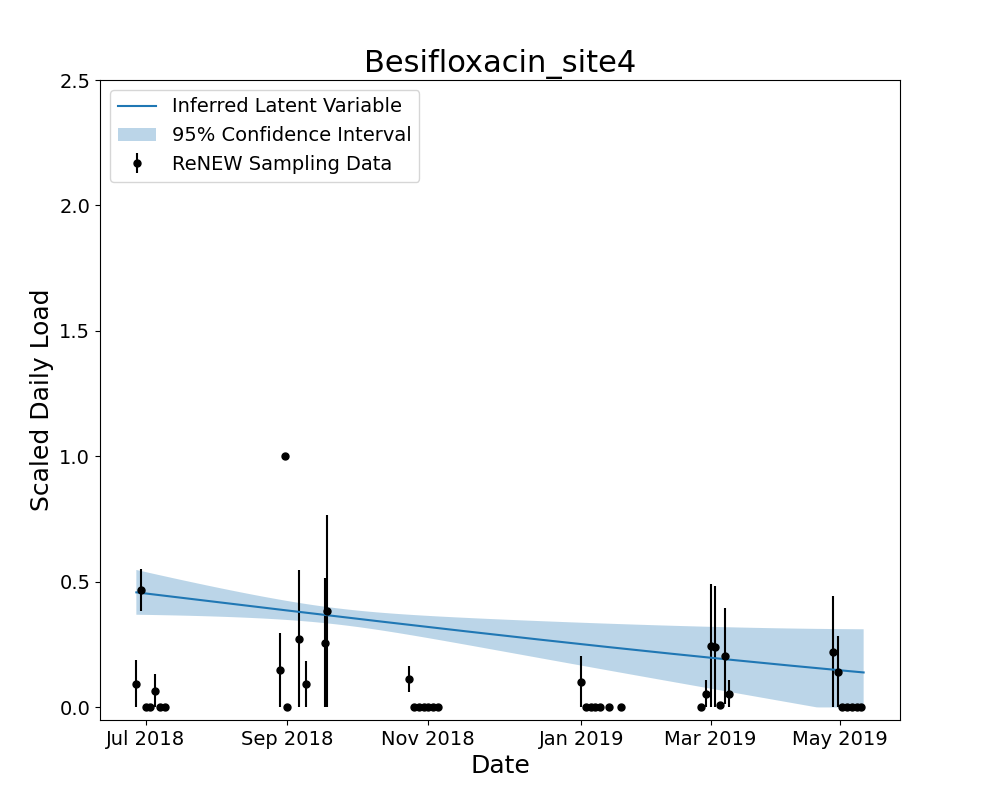 Besifloxacin_site4
Inferred Latent Variable
95% Confidence Interval
ReNEW Sampling Data
Scaled Daily Load
2.5
2.0
1.5
1.0
0.5
0.0
Jul 2018 Sep 2018 Nov 2018 Jan 2019 Mar 2019 May 2019
Date